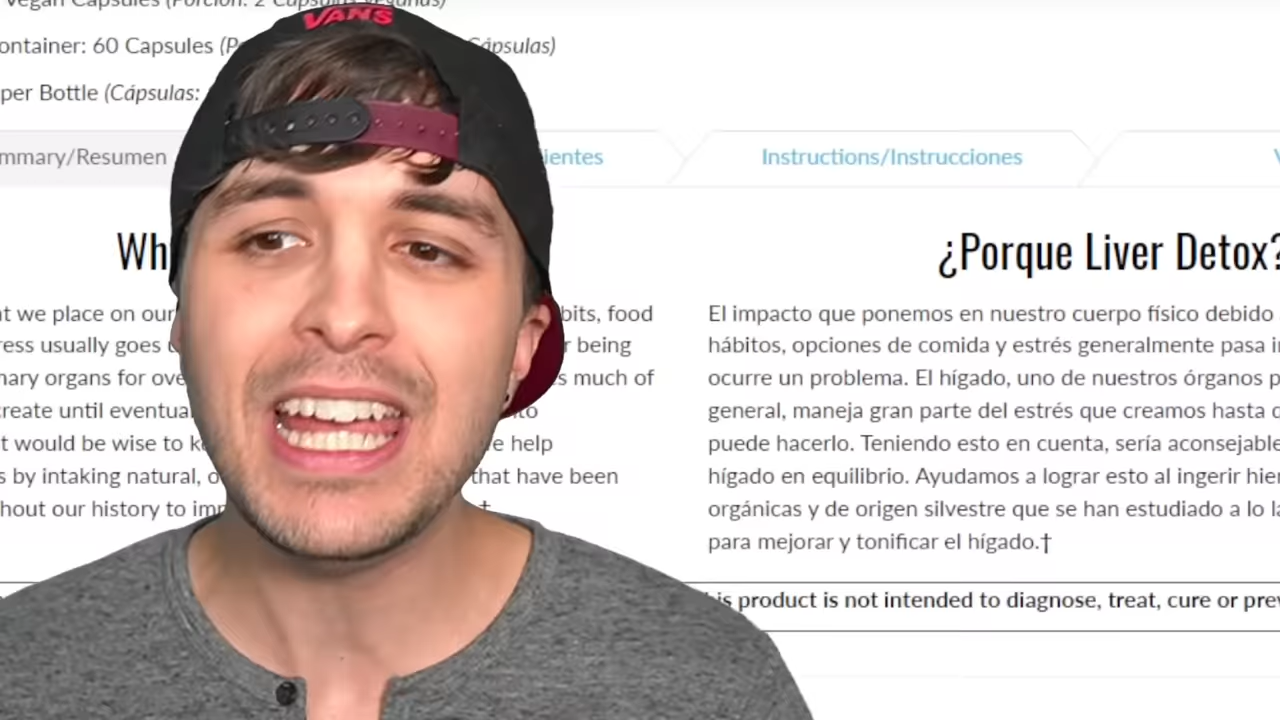 Vegan Capsules (Porción: 2 Cápsulas Veganas)
VANS
ontainer: 60 Capsules (P Cápsulas)
per Bottle (Cápsulas:
mmary/Resumen ientes Instructions/Instrucciones V
Wh ¿Porque Liver Detox?
t we place on our bits, food
ress usually goes r being
ary organs for ove s much of
create until eventua to
t would be wise to k e help
s by intaking natural, o that have been
hout our history to im †
El impacto que ponemos en nuestro cuerpo físico debido
hábitos, opciones de comida y estrés generalmente pasa i
ocurre un problema. El hígado, uno de nuestros órganos p
general, maneja gran parte del estrés que creamos hasta
puede hacerlo. Teniendo esto en cuenta, sería aconsejable
hígado en equilibrio. Ayudamos a lograr esto al ingerir hier
orgánicas y de origen silvestre que se han estudiado a lo la
para mejorar y tonificar el hígado.†
is product is not intended to diagnose, treat, cure or prev